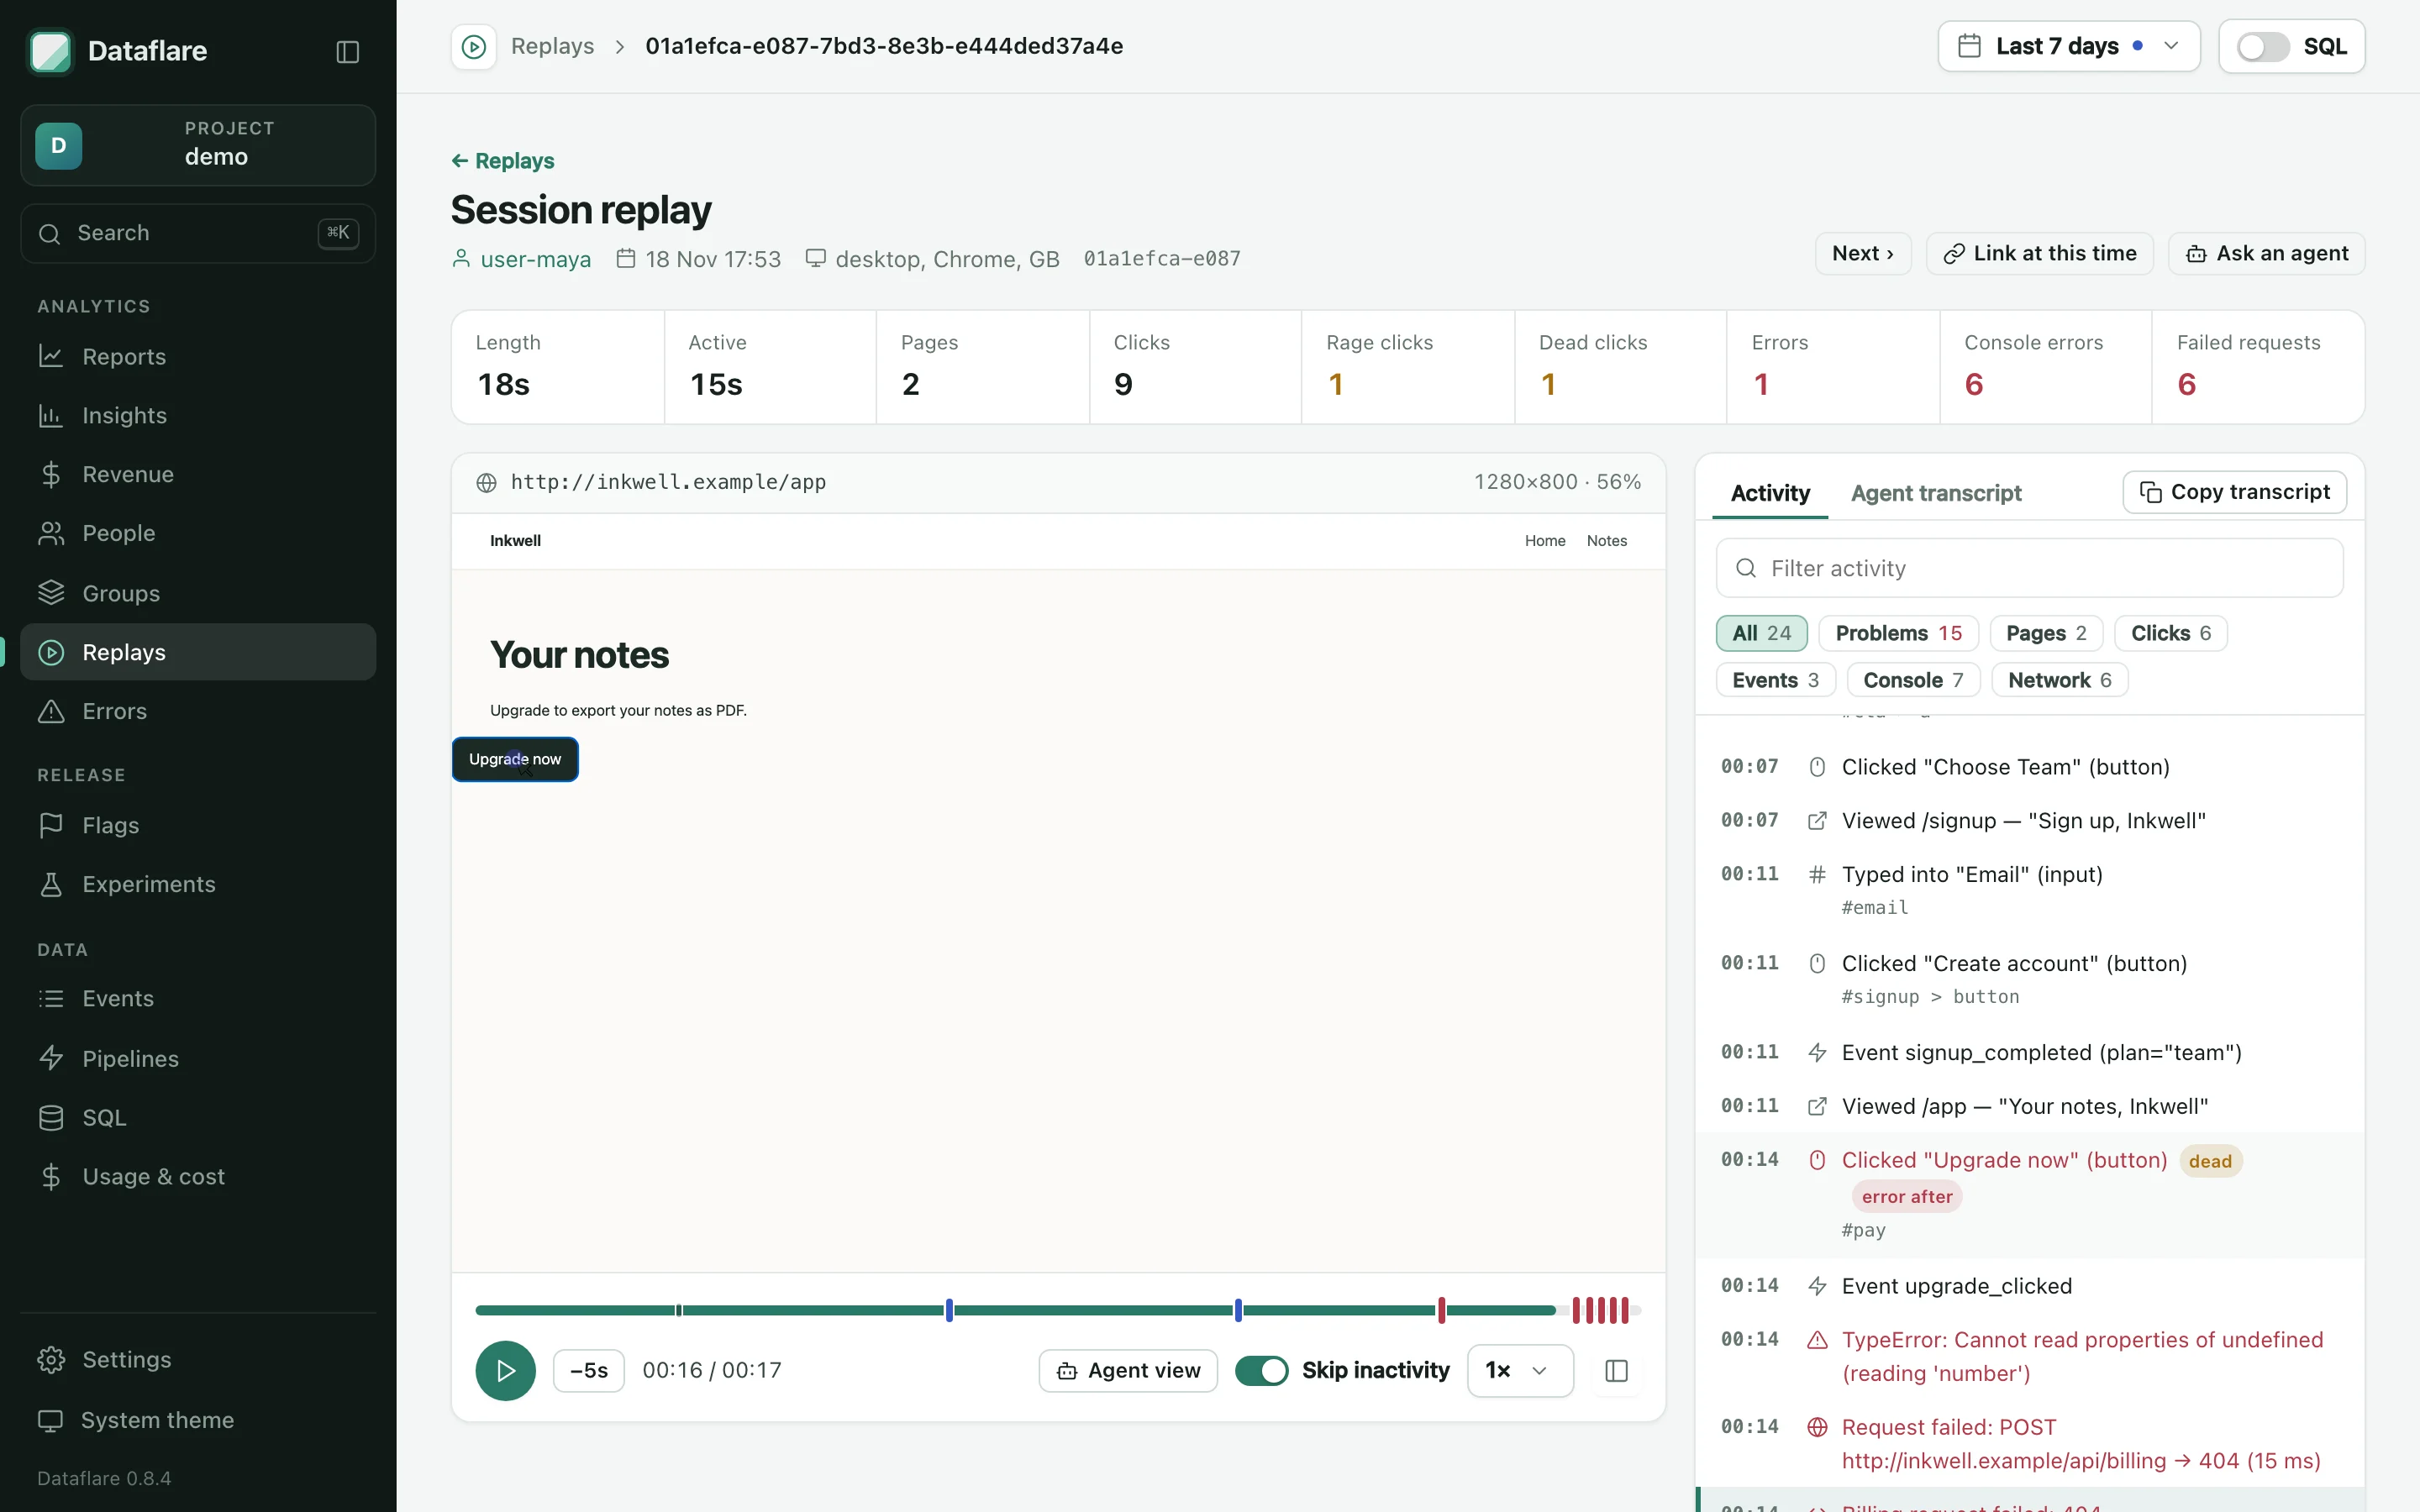 Dataflare
D
PROJECT
demo
Search
⌘K
ANALYTICS
Reports
Insights
Revenue
People
Groups
Replays
Errors
RELEASE
Flags
Experiments
DATA
Events
Pipelines
SQL
Usage & cost
Settings
System theme
Dataflare 0.8.4
Replays › 01a1efca-e087-7bd3-8e3b-e444ded37a4e
Last 7 days
SQL
← Replays
Session replay
user-maya 18 Nov 17:53 desktop, Chrome, GB 01a1efca-e087
Next ›
Link at this time
Ask an agent
Length Active Pages Clicks Rage clicks Dead clicks Errors Console errors Failed requests
18s 15s 2 9 1 1 1 6 6
http://inkwell.example/app
1280×800 · 56%
Inkwell
Home Notes
Your notes
Upgrade to export your notes as PDF.
Upgrade now
−5s
00:16 / 00:17
Agent view
Skip inactivity
1×
Activity
Agent transcript
Copy transcript
Filter activity
All 24 Problems 15 Pages 2 Clicks 6
Events 3 Console 7 Network 6
00:07 Clicked "Choose Team" (button)
00:07 Viewed /signup — "Sign up, Inkwell"
00:11 Typed into "Email" (input)
#email
00:11 Clicked "Create account" (button)
#signup > button
00:11 Event signup_completed (plan="team")
00:11 Viewed /app — "Your notes, Inkwell"
00:14 Clicked "Upgrade now" (button) dead
error after
#pay
00:14 Event upgrade_clicked
00:14 TypeError: Cannot read properties of undefined
(reading 'number')
00:14 Request failed: POST
http://inkwell.example/api/billing → 404 (15 ms)
00:14 Billing request failed: 404